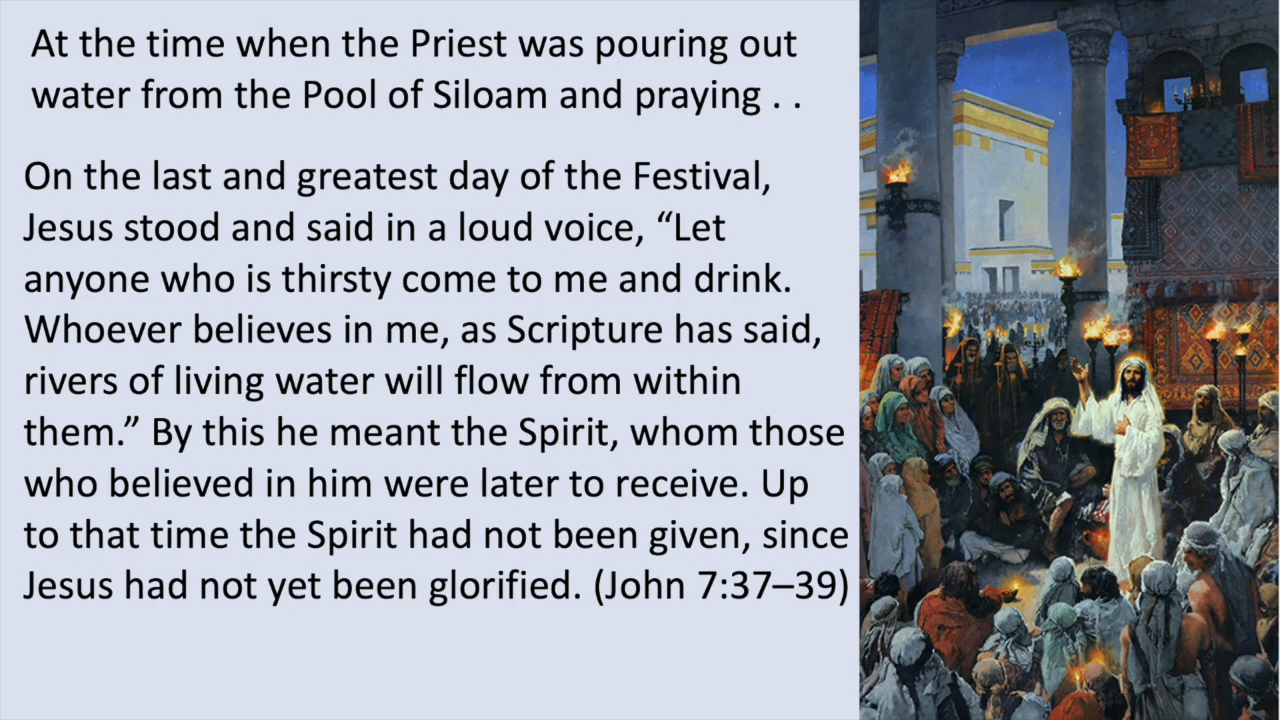 At the time when the Priest was pouring out
water from the Pool of Siloam and praying . .
On the last and greatest day of the Festival,
Jesus stood and said in a loud voice, “Let
anyone who is thirsty come to me and drink.
Whoever believes in me, as Scripture has said,
rivers of living water will flow from within
them.” By this he meant the Spirit, whom those
who believed in him were later to receive. Up
to that time the Spirit had not been given, since
Jesus had not yet been glorified. (John 7:37–39)